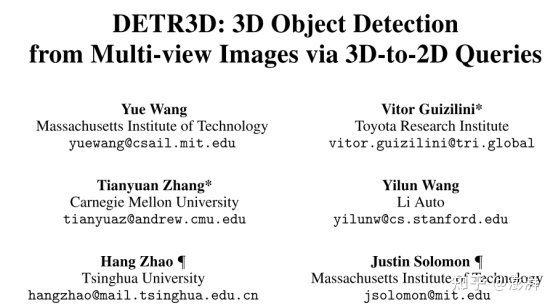 DETR3D: 3D Object Detection
from Multi-view Images via 3D-to-2D Queries
Yue Wang
Massachusetts Institute of Technology
yuewang@csail.mit.edu
Vitor Guizilini*
Toyota Research Institute
vitor.guizilini@tri.global
Tianyuan Zhang*
Carnegie Mellon University
tianyuaz@andrew.cmu.edu
Yilun Wang
Li Auto
yilunw@cs.stanford.edu
Hang Zhao ¶
Tsinghua University
hangzhao@mail.tsinghua.edu.cn
Justin Solomon ¶
Massachusetts Institute of Technology
jsolomon@mit.edu
知乎 @澎湃